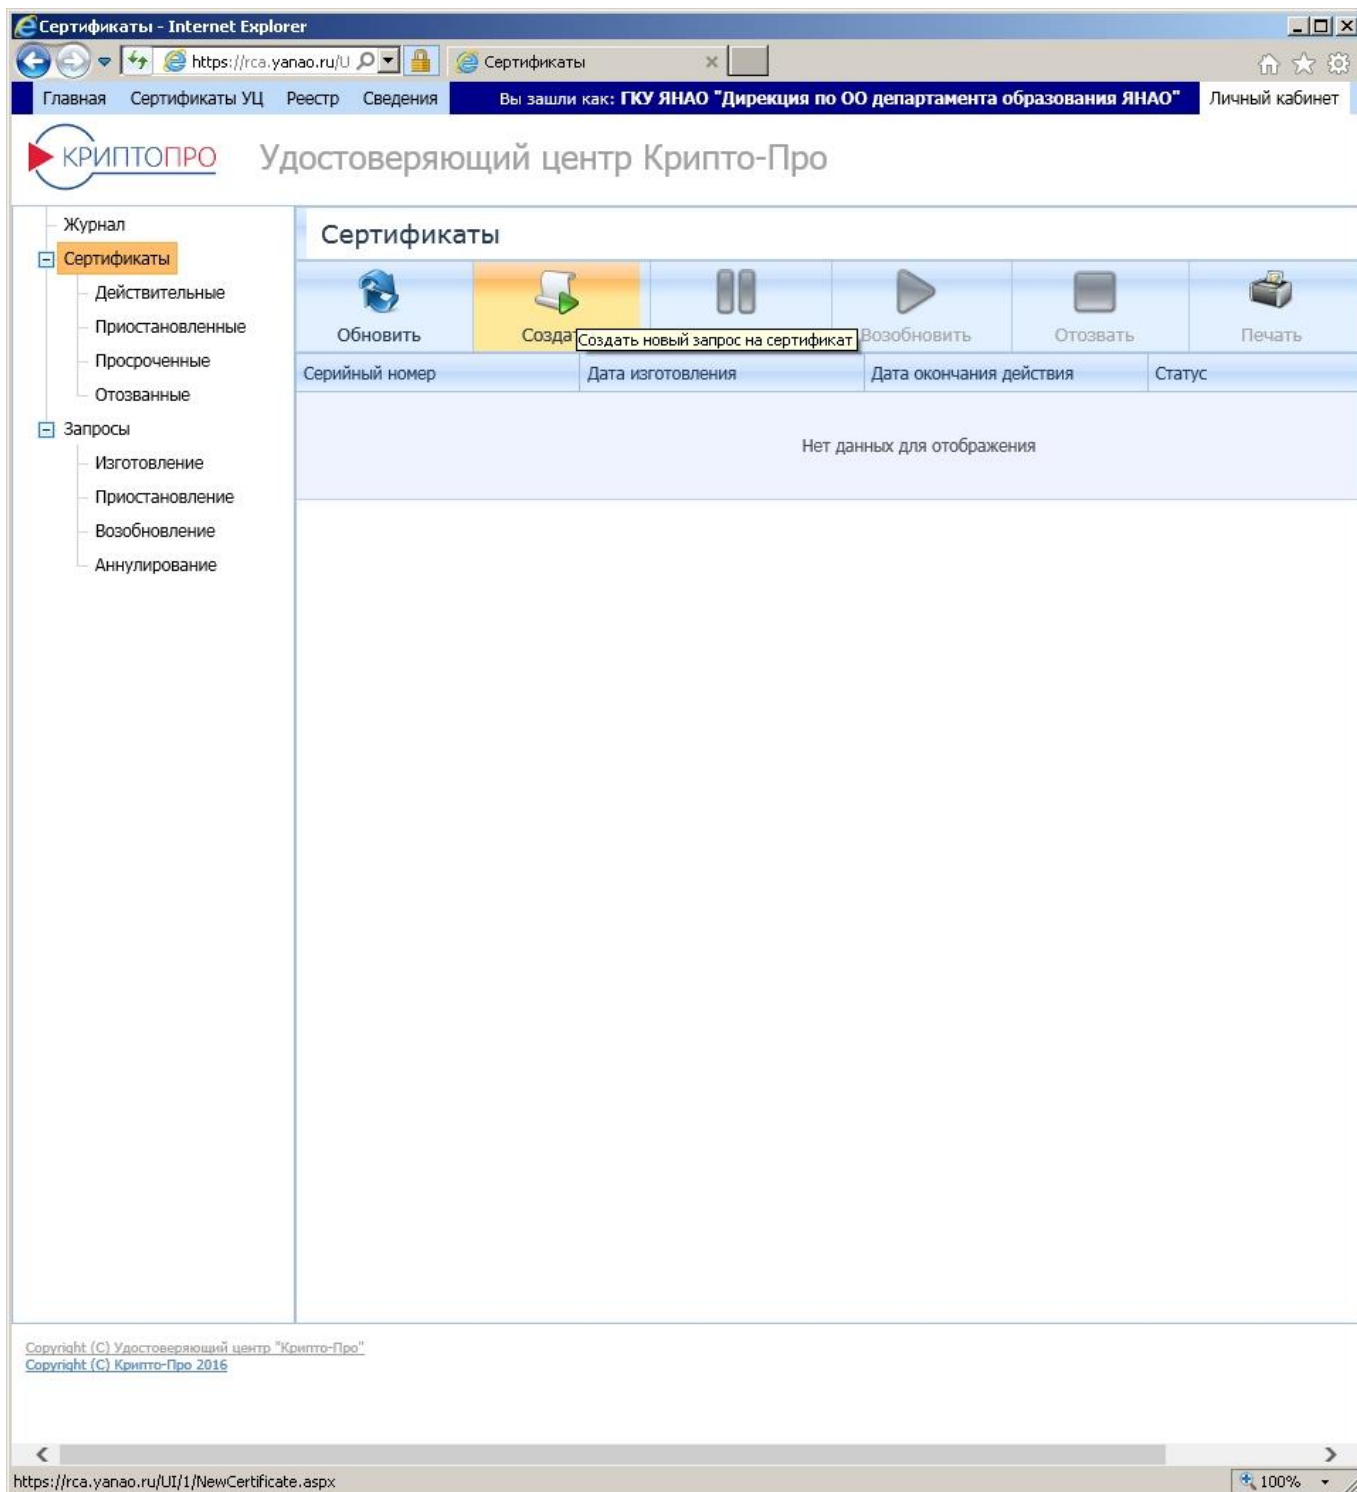 Сертификаты - Internet Explorer
https://rca.yanao.ru/U
Сертификаты
Главная Сертификаты УЦ Реестр Сведения Вы зашли как: ГКУ ЯНАО "Дирекция по ОО департамента образования ЯНАО" Личный кабинет
КРИПТОПРО Удостоверяющий центр Крипто-Про
Журнал
Сертификаты
Действительные
Приостановленные
Просроченные
Отозванные
Запросы
Изготовление
Приостановление
Возобновление
Аннулирование
Сертификаты
Обновить Созда Возобновить Отозвать Печать
Создать новый запрос на сертификат
Серийный номер Дата изготовления Дата окончания действия Статус
Нет данных для отображения
Copyright (C) Удостоверяющий центр "Крипто-Про"
Copyright (C) Крипто-Про 2016
https://rca.yanao.ru/UI/1/NewCertificate.aspx 100%